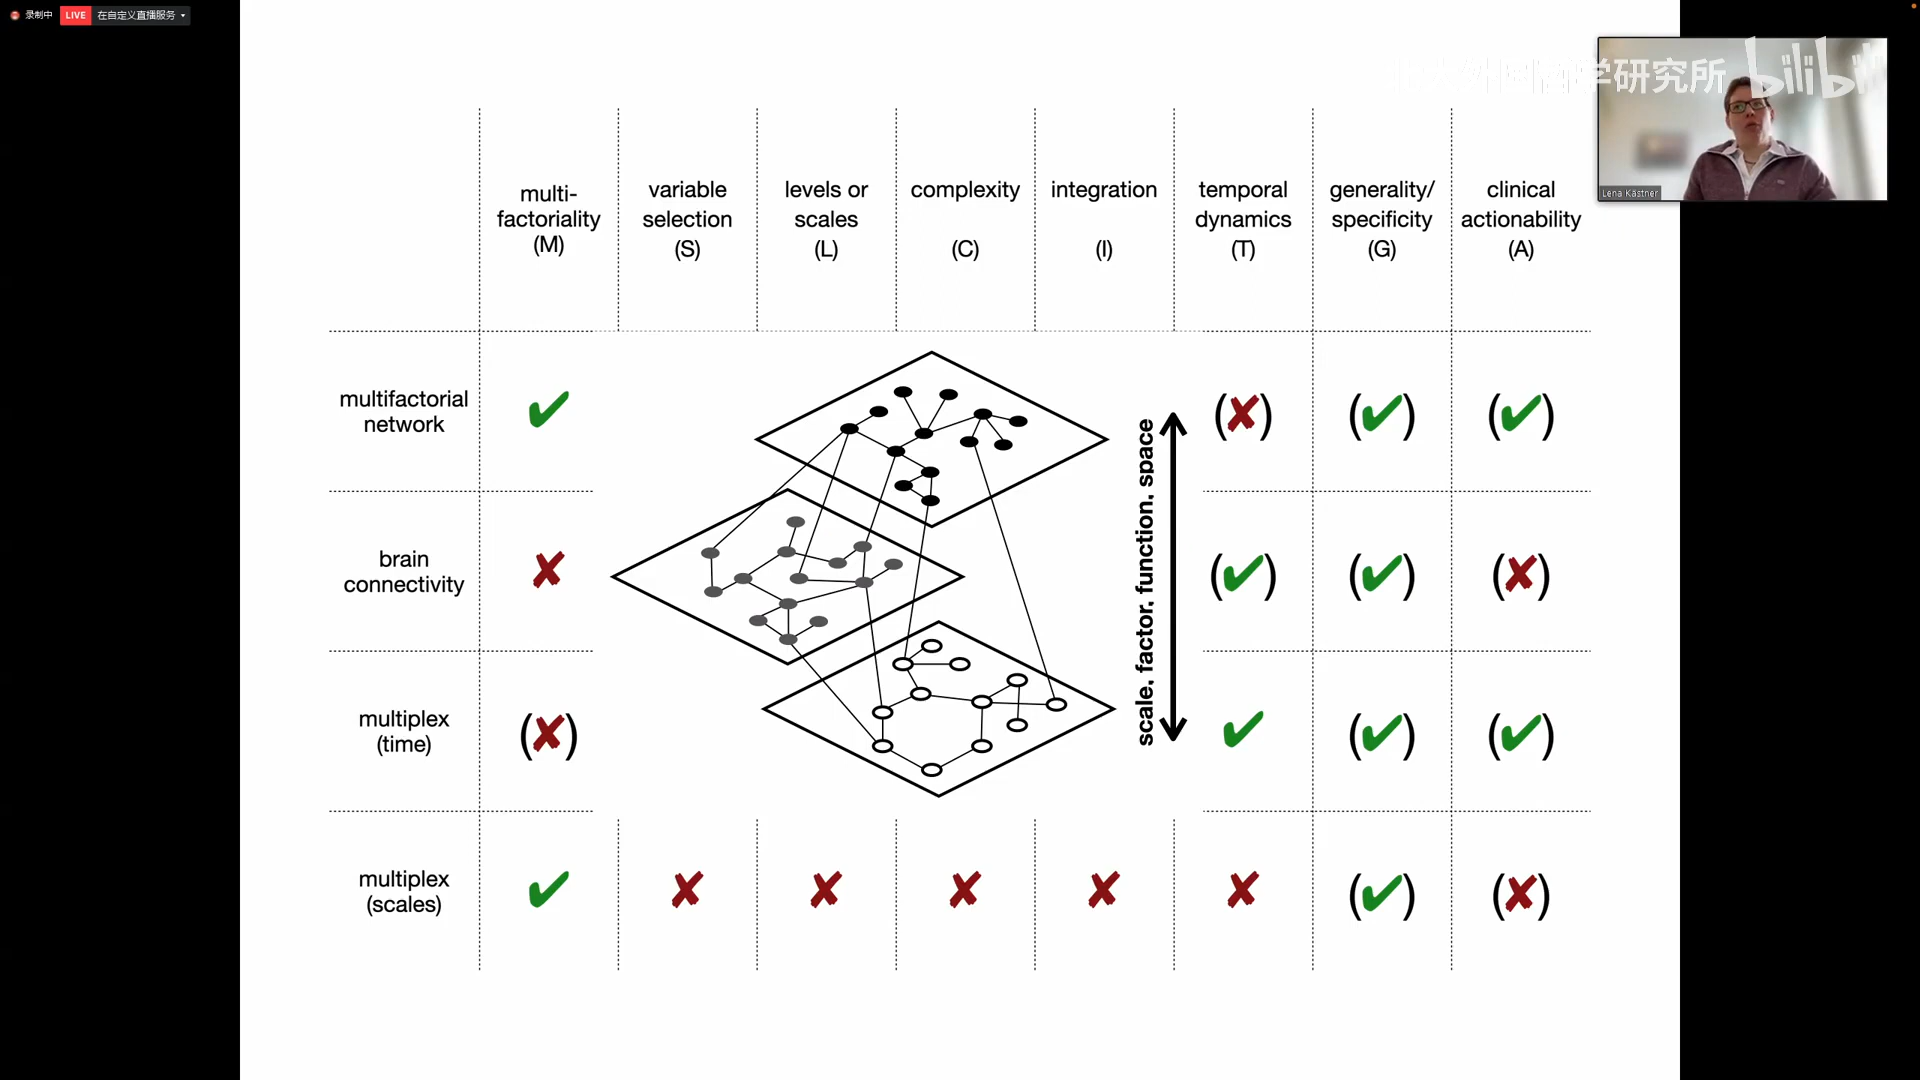 录制中
LIVE
在自定义直播服务
学研究所
bilibili
Lena Kästner
multi-
factoriality
(M)
variable
selection
(S)
levels or
scales
(L)
complexity
(C)
integration
(I)
temporal
dynamics
(T)
generality/
specificity
(G)
clinical
actionability
(A)
multifactorial
network
(✘)
(✔)
(✔)
brain
connectivity
(✔)
(✔)
(✘)
multiplex
(time)
(✘)
(✔)
(✔)
multiplex
(scales)
(✔)
(✘)
scale, factor, function, space